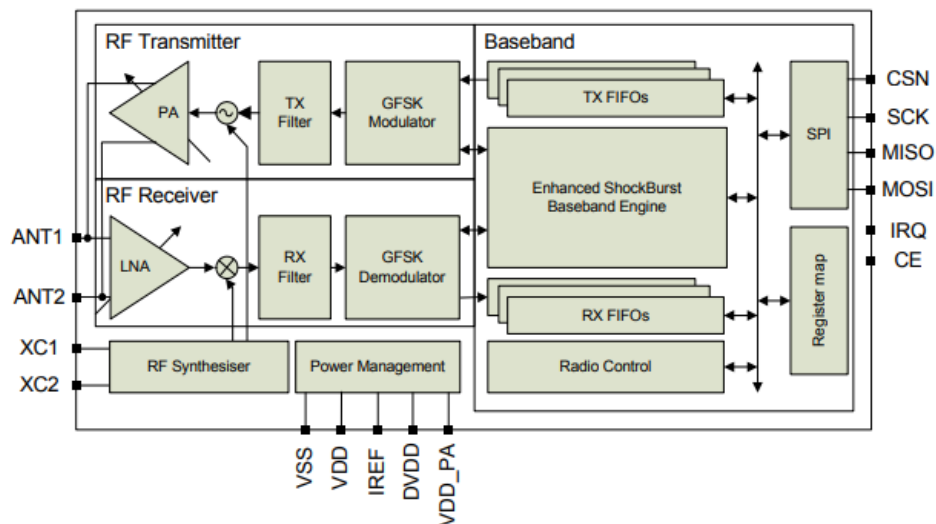 RF Transmitter
Baseband
PA
TX
Filter
GFSK
Modulator
TX FIFOs
SPI
CSN
SCK
MISO
MOSI
Enhanced ShockBurst
Baseband Engine
RF Receiver
ANT1
LNA
RX
Filter
GFSK
Demodulator
IRQ
CE
ANT2
RX FIFOs
Register map
XC1
XC2
RF Synthesiser
Power Management
Radio Control
VSS
VDD
IREF
DVDD
VDD_PA